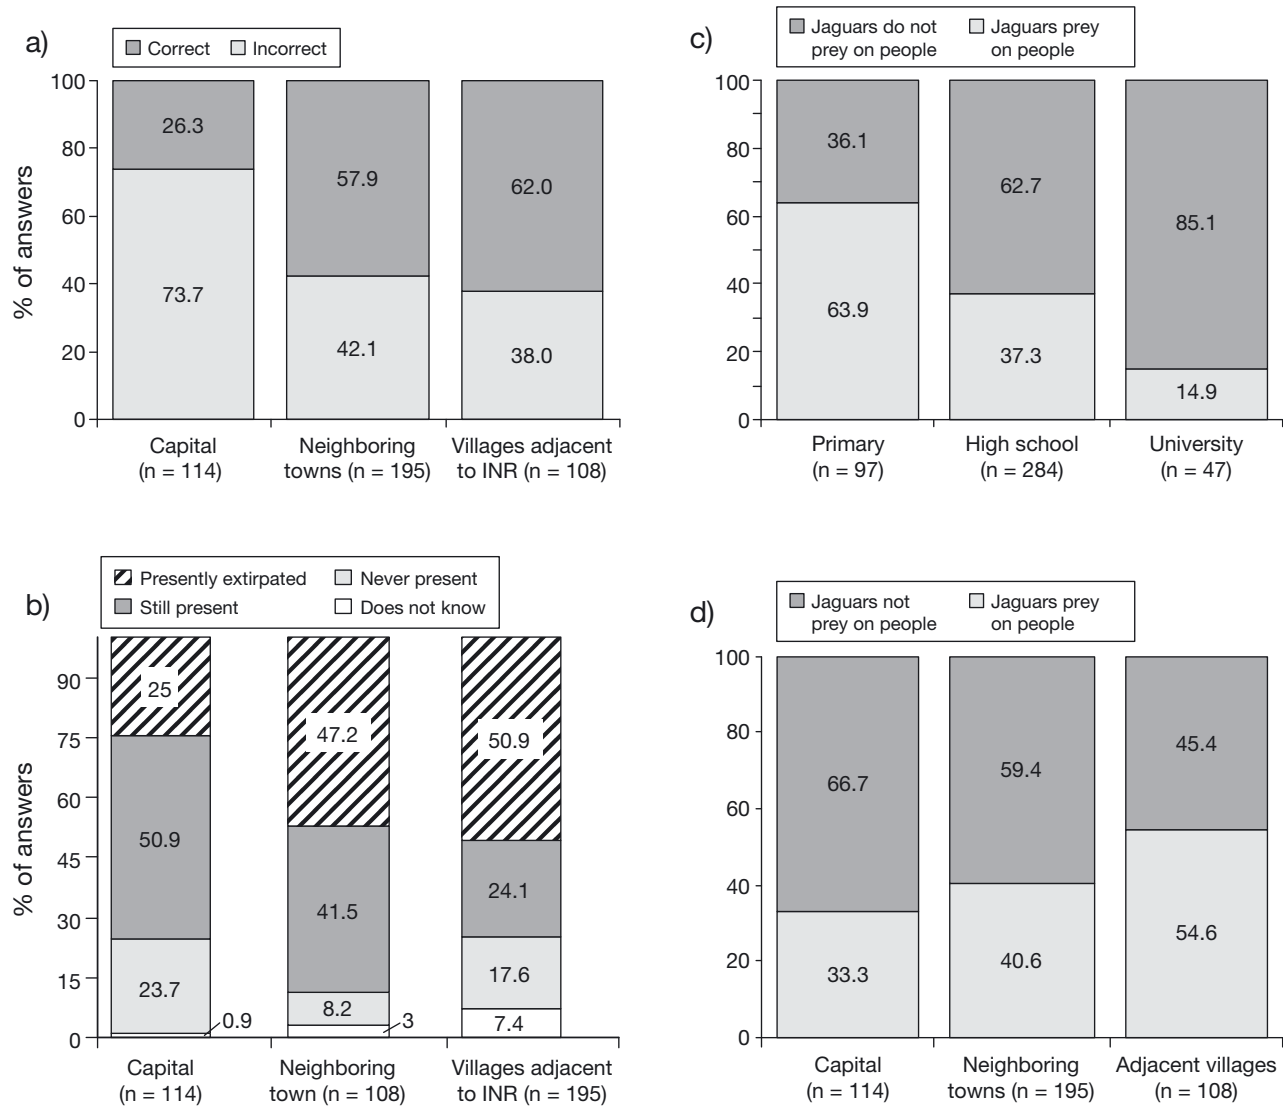 a)
Correct Incorrect
% of answers
100
80
60
40
20
0
26.3
73.7
57.9
42.1
62.0
38.0
Capital
(n = 114)
Neighboring
towns (n = 195)
Villages adjacent
to INR (n = 108)
c)
Jaguars do not
prey on people
Jaguars prey
on people
100
80
60
40
20
0
36.1
63.9
62.7
37.3
85.1
14.9
Primary
(n = 97)
High school
(n = 284)
University
(n = 47)
b)
Presently extirpated Never present
Still present Does not know
% of answers
90
75
60
45
30
15
0
25
50.9
23.7
0.9
47.2
41.5
8.2
3
50.9
24.1
17.6
7.4
Capital
(n = 114)
Neighboring
town (n = 108)
Villages adjacent
to INR (n = 195)
d)
Jaguars not
prey on people
Jaguars prey
on people
100
80
60
40
20
0
66.7
33.3
59.4
40.6
45.4
54.6
Capital
(n = 114)
Neighboring
towns (n = 195)
Adjacent villages
(n = 108)